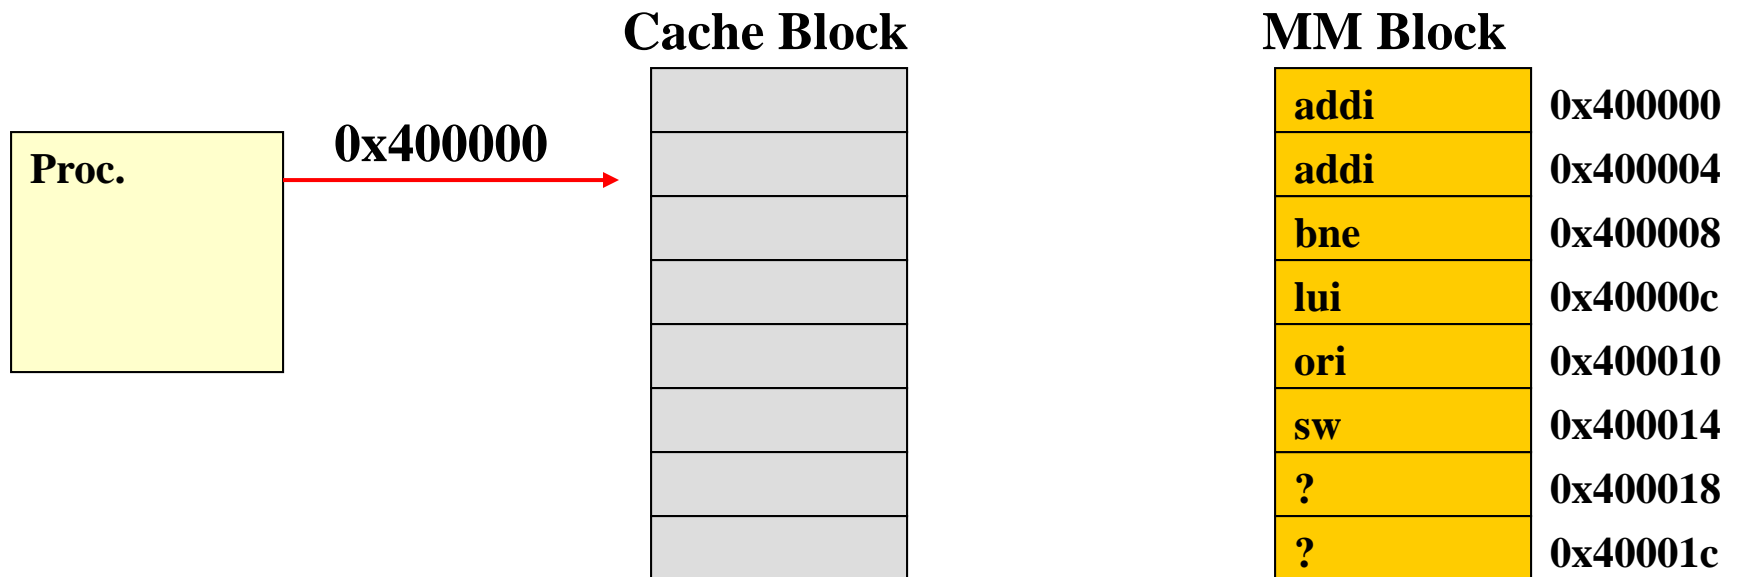 Cache Block
MM Block
Proc.
0x400000
addi 0x400000
addi 0x400004
bne 0x400008
lui 0x40000c
ori 0x400010
sw 0x400014
? 0x400018
? 0x40001c